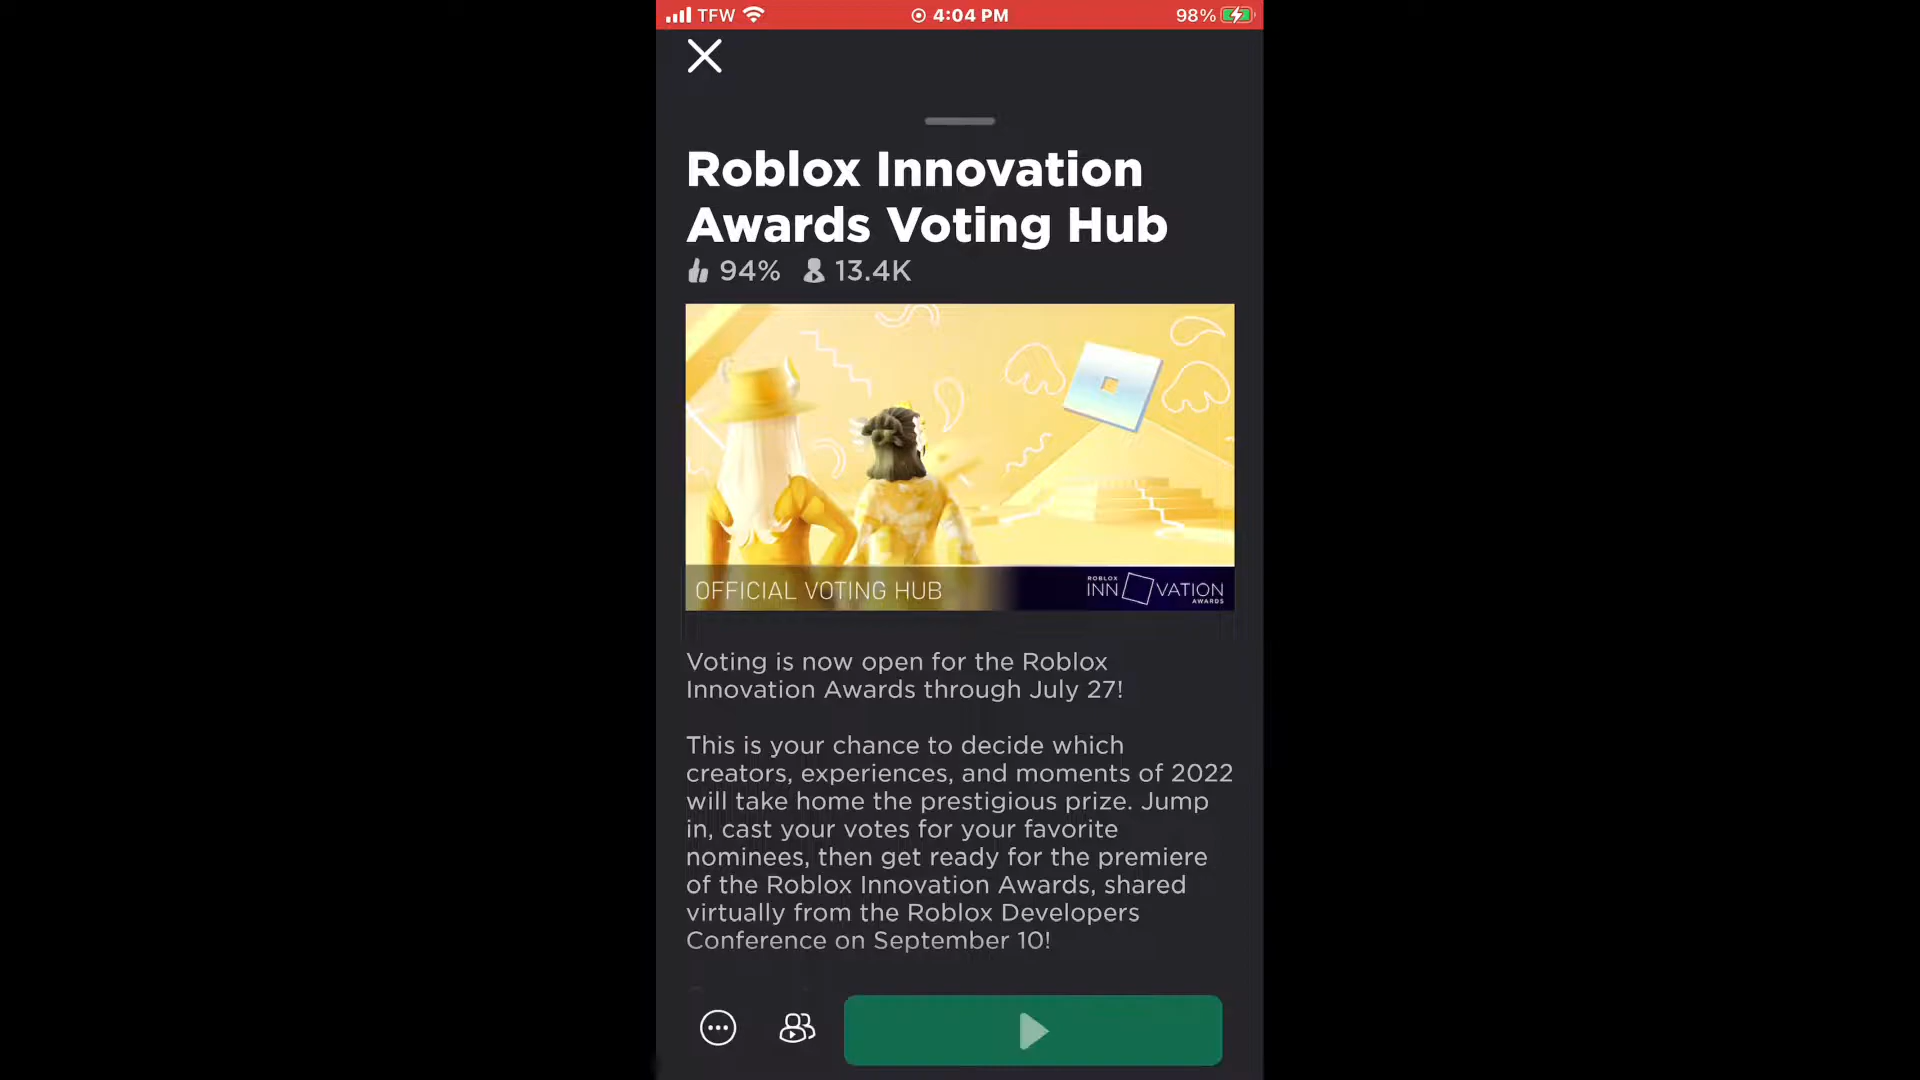 TFW 4:04 PM 98%
Roblox Innovation
Awards Voting Hub
94% 13.4K
OFFICIAL VOTING HUB
ROBLOX
INN VATION
AWARDS
Voting is now open for the Roblox
Innovation Awards through July 27!
This is your chance to decide which
creators, experiences, and moments of 2022
will take home the prestigious prize. Jump
in, cast your votes for your favorite
nominees, then get ready for the premiere
of the Roblox Innovation Awards, shared
virtually from the Roblox Developers
Conference on September 10!